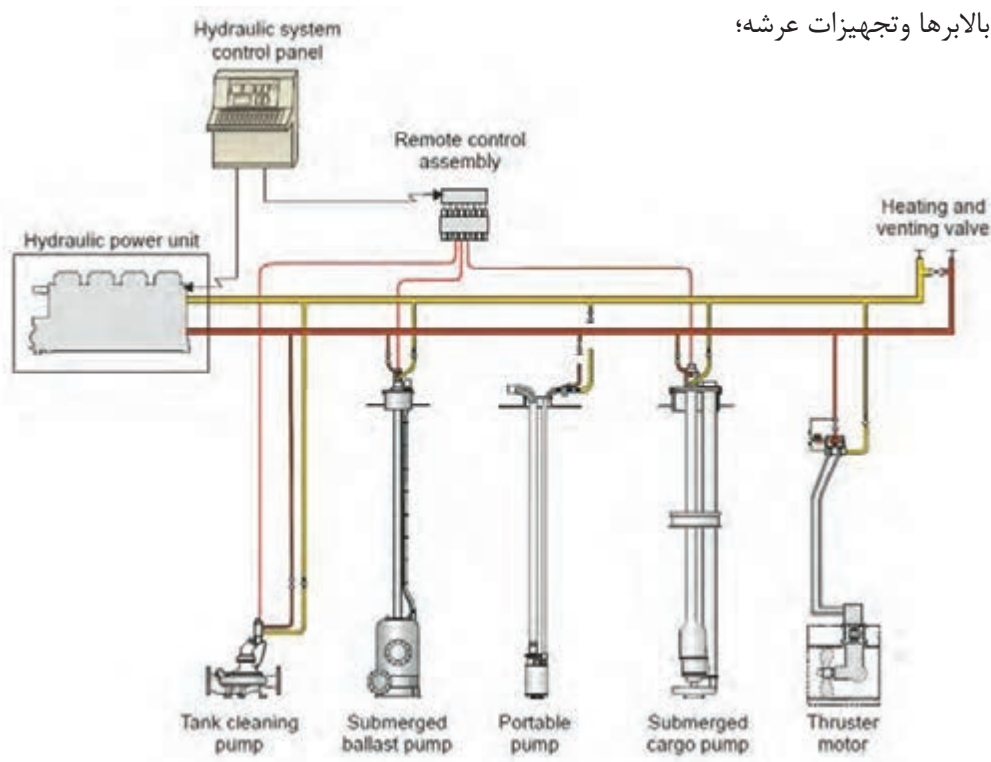 بالابرها وتجهیزات عرشه؛
Hydraulic system
control panel
Remote control
assembly
Heating and
venting valve
Hydraulic power unit
Tank cleaning
pump
Submerged
ballast pump
Portable
pump
Submerged
cargo pump
Thruster
motor